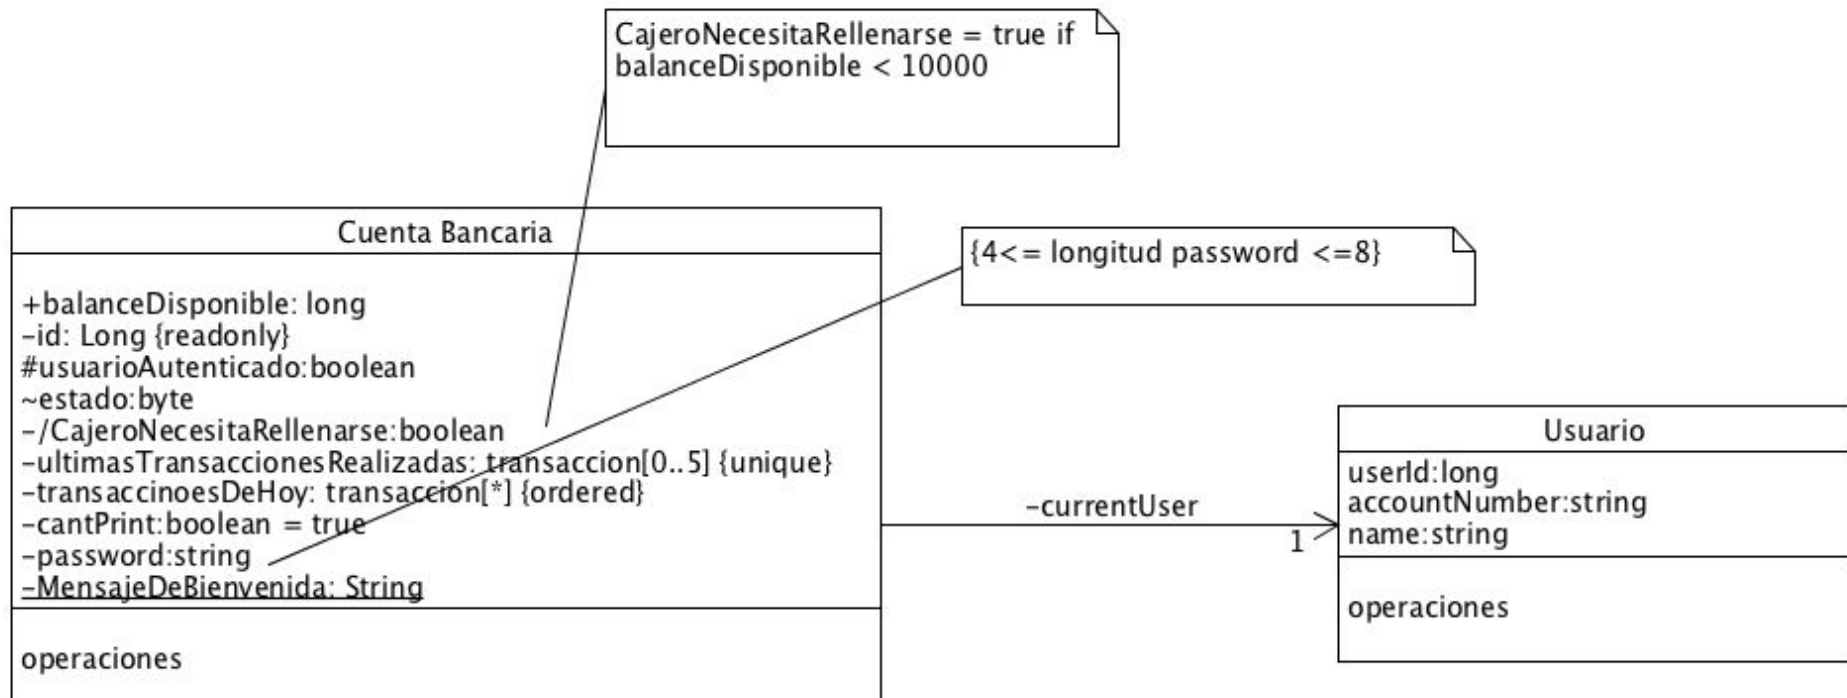 CajeroNecesitaRellenarse = true if
balanceDisponible < 10000
Cuenta Bancaria
+balanceDisponible: long
-id: Long {readonly}
#usuarioAutenticado:boolean
~estado:byte
-/CajeroNecesitaRellenarse:boolean
-ultimasTransaccionesRealizadas: transaccion[0..5] {unique}
-transaccinoesDeHoy: transaccion[*] {ordered}
-cantPrint:boolean = true
-password:string
-MensajeDeBienvenida: String
operaciones
{4<= longitud password <=8}
-currentUser
1
Usuario
userId:long
accountNumber:string
name:string
operaciones